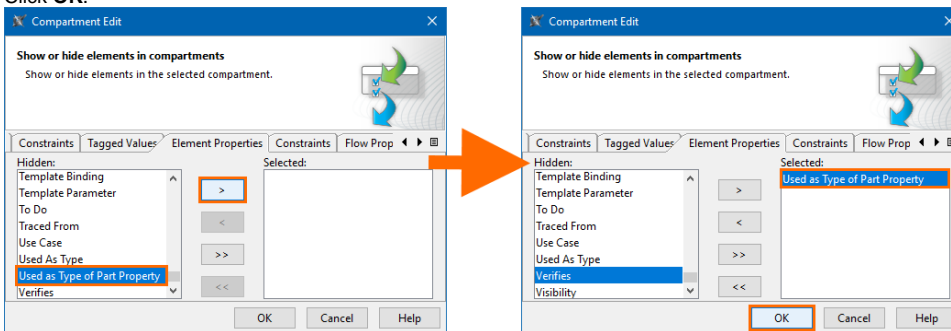 Click OK.
Compartment Edit
Show or hide elements in compartments
Show or hide elements in the selected compartment.
Constraints Tagged Values Element Properties Constraints Flow Prop
Hidden: Selected:
Template Binding
Template Parameter
To Do
Traced From
Use Case
Used As Type
Used as Type of Part Property
Verifies
>
<
>>
<<
OK Cancel Help
Compartment Edit
Show or hide elements in compartments
Show or hide elements in the selected compartment.
Constraints Tagged Values Element Properties Constraints Flow Prop
Hidden: Selected:
Template Binding
Template Parameter
To Do
Traced From
Use Case
Used As Type
Verifies
Visibility
>
<
>>
<<
Used as Type of Part Property
OK Cancel Help